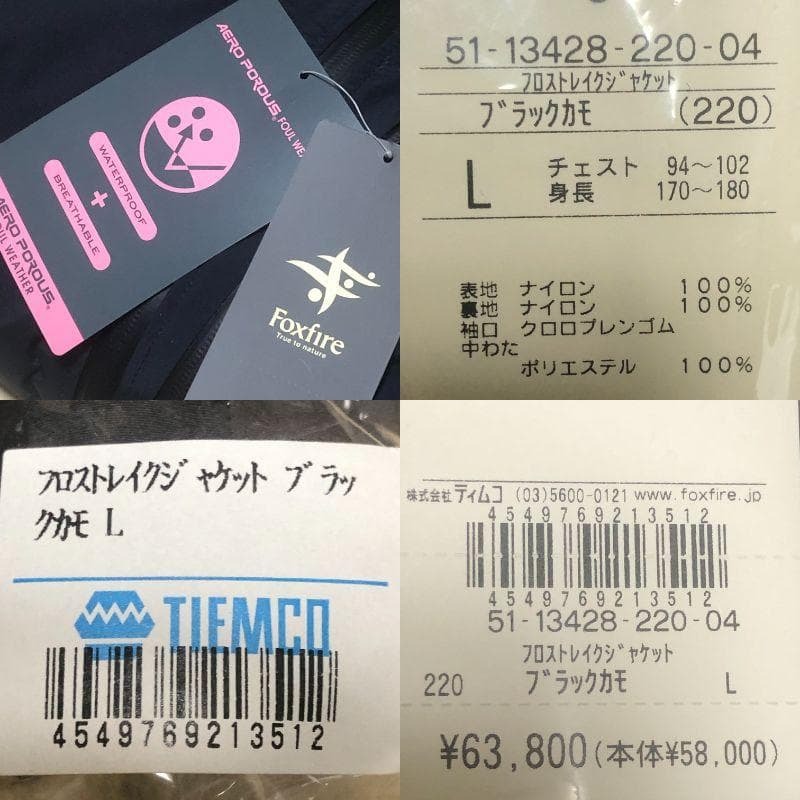 AERO POROUS® FOUL WEA
WATERPROOF
+
BREATHABLE
AERO POROUS®
FOUL WEATHER
Foxfire
True to nature
51-13428-220-04
フロストレイクジャケット
ブラックカモ (220)
L チェスト 94～102
身長 170～180
表地 ナイロン 100%
裏地 ナイロン 100%
袖口 クロロプレンゴム
中わた
ポリエステル 100%
フロストレイクジャケット ブラッ
クカモ L
TIEMCO
4549769213512
株式会社ティムコ (03)5600-0121 www.foxfire.jp
4549769213512
4549769213512
51-13428-220-04
フロストレイクジャケット
220 ブラックカモ L
¥63,800(本体¥58,000)